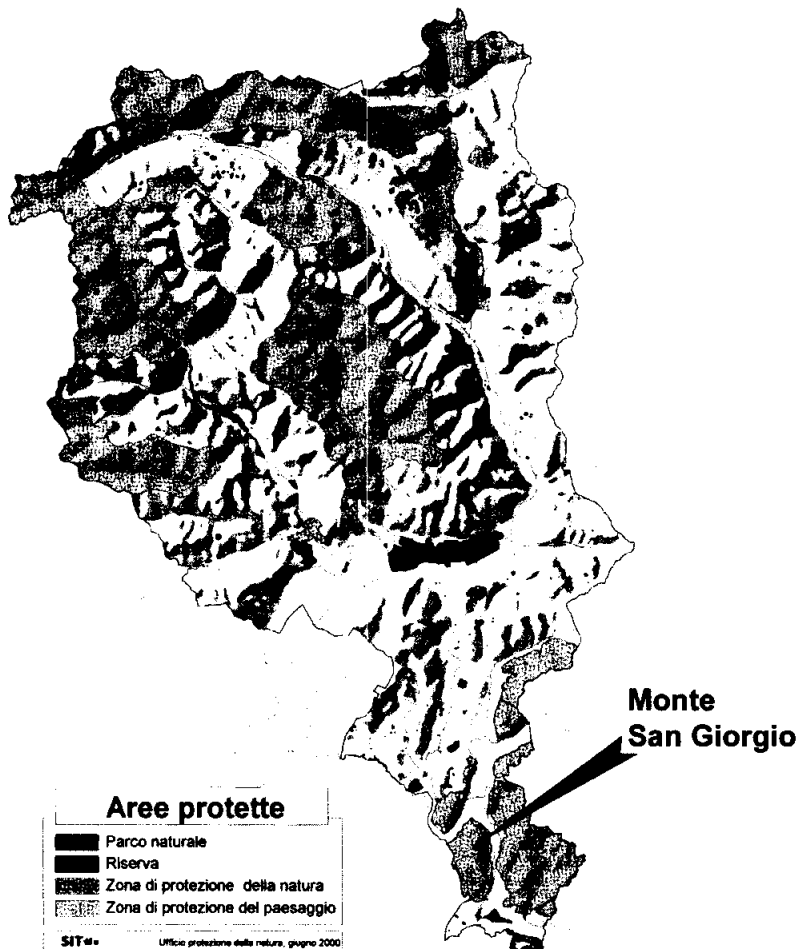 Monte
San Giorgio
Aree protette
Parco naturale
Riserva
Zona di protezione della natura
Zona di protezione del paesaggio
SIT
Ufficio protezione della natura, giugno 2000